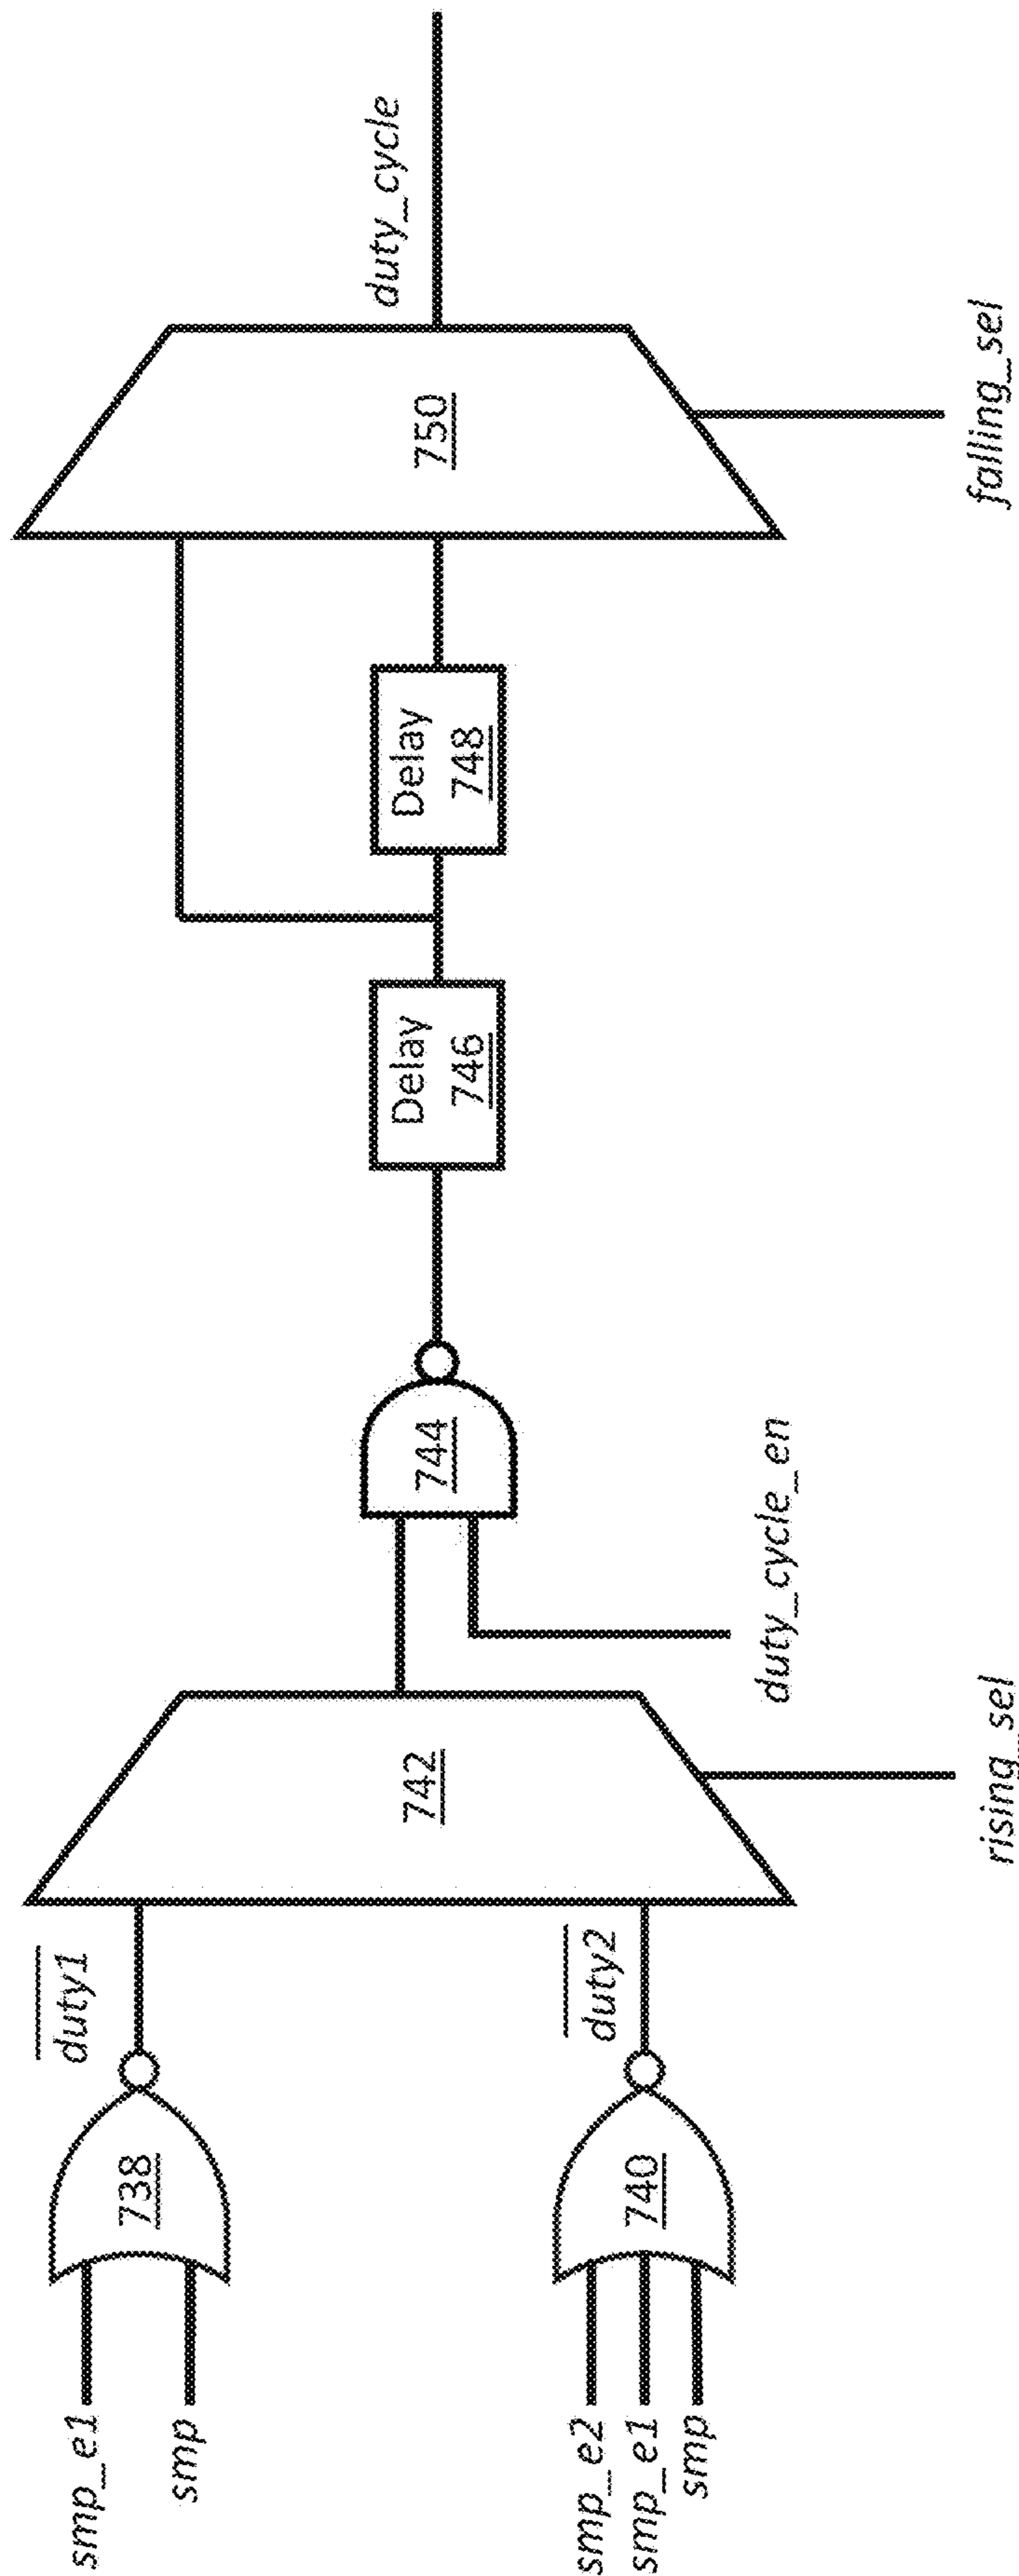 smp_e1
smp
738
duty1
smp_e2
smp_e1
smp
740
duty2
742
rising_sel
duty_cycle_en
744
Delay
746
Delay
748
750
falling_sel
duty_cycle